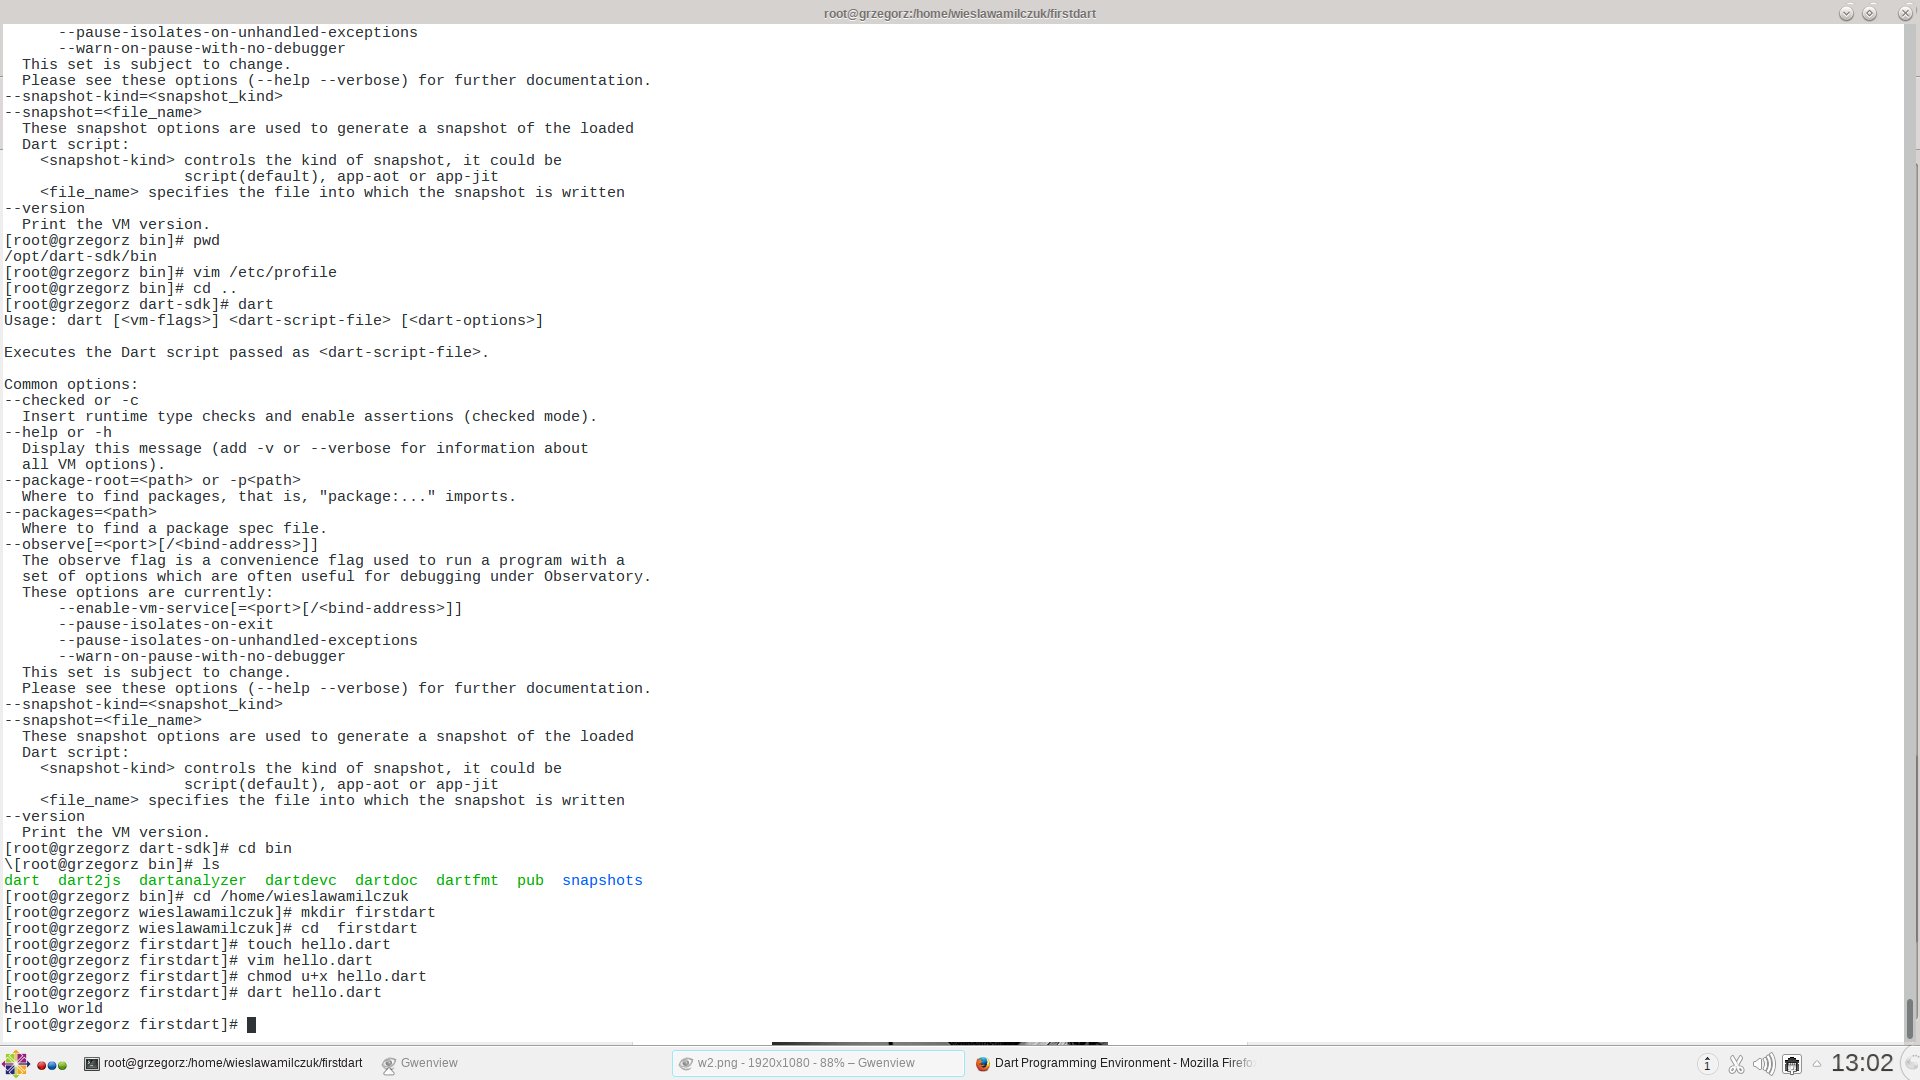 root@grzegorz:/home/wieslawamilczuk/firstdart
      --pause-isolates-on-unhandled-exceptions
      --warn-on-pause-with-no-debugger
  This set is subject to change.
  Please see these options (--help --verbose) for further documentation.
--snapshot-kind=<snapshot_kind>
--snapshot=<file_name>
  These snapshot options are used to generate a snapshot of the loaded
  Dart script:
    <snapshot-kind> controls the kind of snapshot, it could be
                    script(default), app-aot or app-jit
    <file_name> specifies the file into which the snapshot is written
--version
  Print the VM version.
[root@grzegorz bin]# pwd
/opt/dart-sdk/bin
[root@grzegorz bin]# vim /etc/profile
[root@grzegorz bin]# cd ..
[root@grzegorz dart-sdk]# dart
Usage: dart [<vm-flags>] <dart-script-file> [<dart-options>]

Executes the Dart script passed as <dart-script-file>.

Common options:
--checked or -c
  Insert runtime type checks and enable assertions (checked mode).
--help or -h
  Display this message (add -v or --verbose for information about
  all VM options).
--package-root=<path> or -p<path>
  Where to find packages, that is, "package:..." imports.
--packages=<path>
  Where to find a package spec file.
--observe[=<port>[/<bind-address>]]
  The observe flag is a convenience flag used to run a program with a
  set of options which are often useful for debugging under Observatory.
  These options are currently:
      --enable-vm-service[=<port>[/<bind-address>]]
      --pause-isolates-on-exit
      --pause-isolates-on-unhandled-exceptions
      --warn-on-pause-with-no-debugger
  This set is subject to change.
  Please see these options (--help --verbose) for further documentation.
--snapshot-kind=<snapshot_kind>
--snapshot=<file_name>
  These snapshot options are used to generate a snapshot of the loaded
  Dart script:
    <snapshot-kind> controls the kind of snapshot, it could be
                    script(default), app-aot or app-jit
    <file_name> specifies the file into which the snapshot is written
--version
  Print the VM version.
[root@grzegorz dart-sdk]# cd bin
\[root@grzegorz bin]# ls
dart  dart2js  dartanalyzer  dartdevc  dartdoc  dartfmt  pub  snapshots
[root@grzegorz bin]# cd /home/wieslawamilczuk
[root@grzegorz wieslawamilczuk]# mkdir firstdart
[root@grzegorz wieslawamilczuk]# cd  firstdart
[root@grzegorz firstdart]# touch hello.dart
[root@grzegorz firstdart]# vim hello.dart
[root@grzegorz firstdart]# chmod u+x hello.dart
[root@grzegorz firstdart]# dart hello.dart
hello world
[root@grzegorz firstdart]#
root@grzegorz:/home/wieslawamilczuk/firstdart  Gwenview  w2.png - 1920x1080 - 88% – Gwenview  Dart Programming Environment - Mozilla Firefo  1  13:02